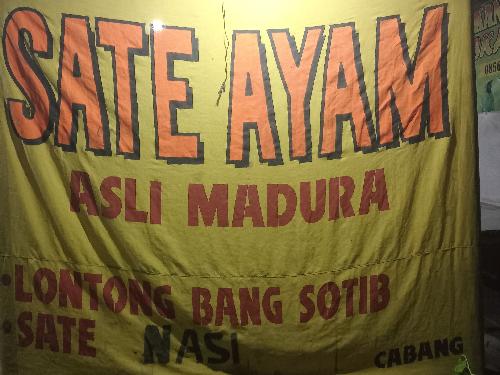 SATE AYAM
ASLI MADURA
• LONTONG BANG SOTIB
• SATE NASI
CABANG